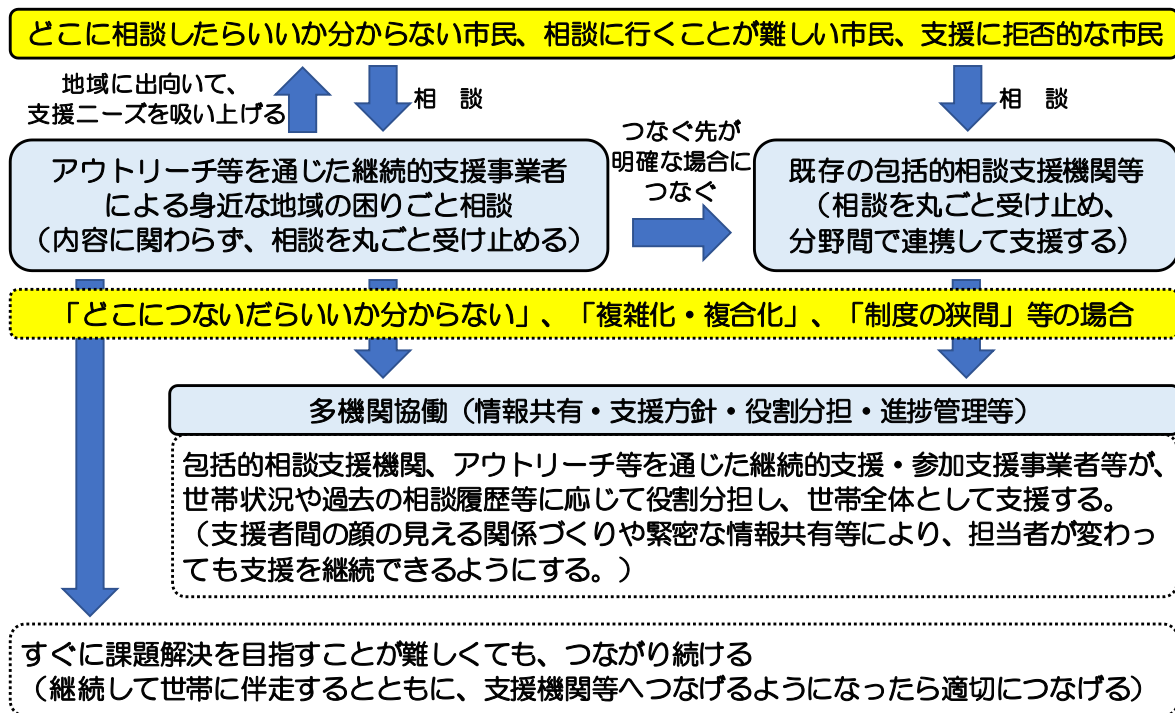 どこに相談したらいいか分からない市民、相談に行くことが難しい市民、支援に拒否的な市民
地域に出向いて、
支援ニーズを吸い上げる
相　談
相　談
つなぐ先が
明確な場合に
つなぐ
アウトリーチ等を通じた継続的支援事業者
による身近な地域の困りごと相談
（内容に関わらず、相談を丸ごと受け止める）
既存の包括的相談支援機関等
（相談を丸ごと受け止め、
分野間で連携して支援する）
「どこにつないだらいいか分からない」、「複雑化・複合化」、「制度の狭間」等の場合
多機関協働（情報共有・支援方針・役割分担・進捗管理等）
包括的相談支援機関、アウトリーチ等を通じた継続的支援・参加支援事業者等が、
世帯状況や過去の相談履歴等に応じて役割分担し、世帯全体として支援する。
（支援者間の顔の見える関係づくりや緊密な情報共有等により、担当者が変わっ
ても支援を継続できるようにする。）
すぐに課題解決を目指すことが難しくても、つながり続ける
（継続して世帯に伴走するとともに、支援機関等へつなげるようになったら適切につなげる）